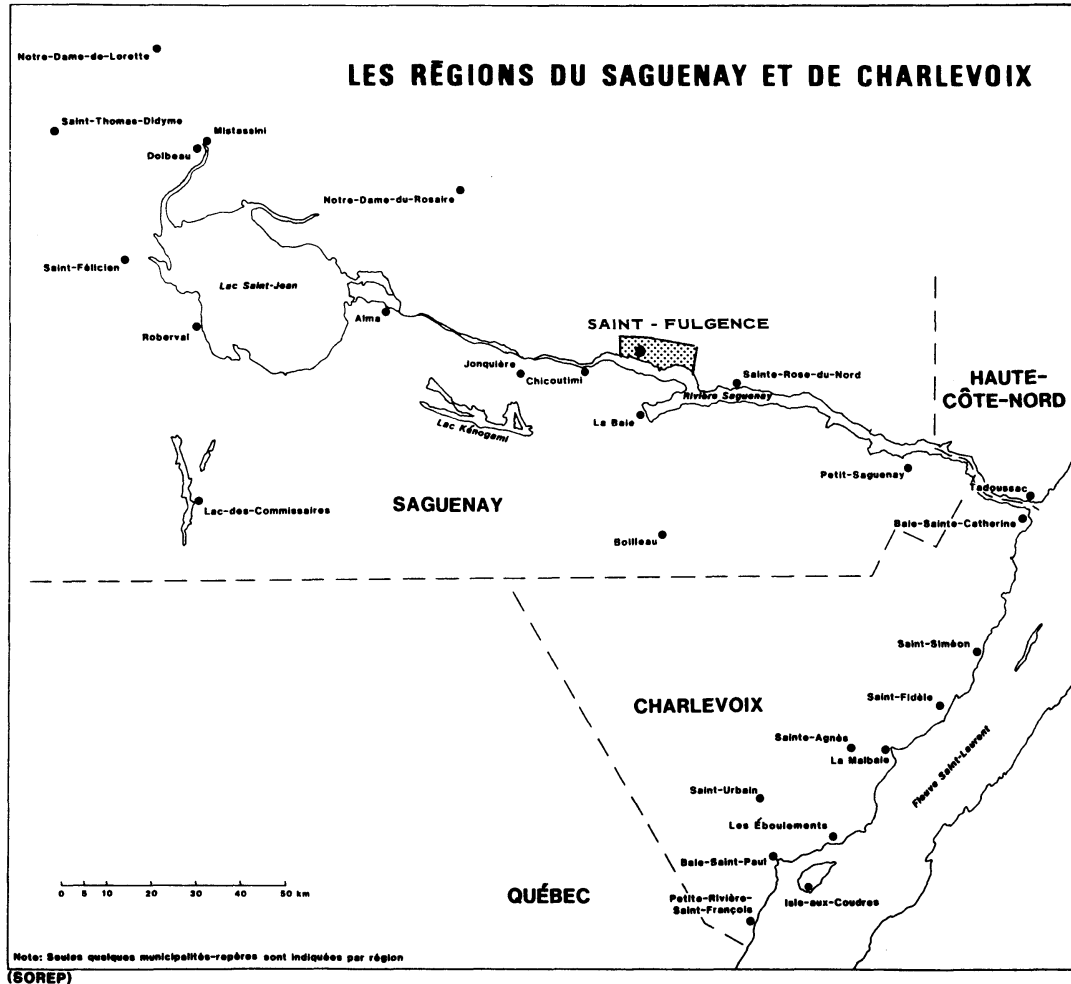 LES RÉGIONS DU SAGUENAY ET DE CHARLEVOIX
Notre-Dame-de-Lorette
Saint-Thomas-Didyme
Mistassini
Dolbeau
Notre-Dame-du-Rosaire
Saint-Félicien
Lac Saint-Jean
Roberval
Alma
SAINT - FULGENCE
Jonquière
Chicoutimi
Sainte-Rose-du-Nord
Rivière Saguenay
HAUTE-
CÔTE-NORD
La Baie
Lac Kénogami
Petit-Saguenay
Tadoussac
Lac-des-Commissaires
SAGUENAY
Baie-Sainte-Catherine
Boilleau
Saint-Siméon
Saint-Fidèle
CHARLEVOIX
Sainte-Agnès
La Malbaie
Fleuve Saint-Laurent
Saint-Urbain
Les Éboulements
Baie-Saint-Paul
QUÉBEC
Petite-Rivière-
Saint-François
Isle-aux-Coudres
0 5 10 20 30 50 km
Note: Seules quelques municipalités-repères sont indiquées par région
(SOREP)